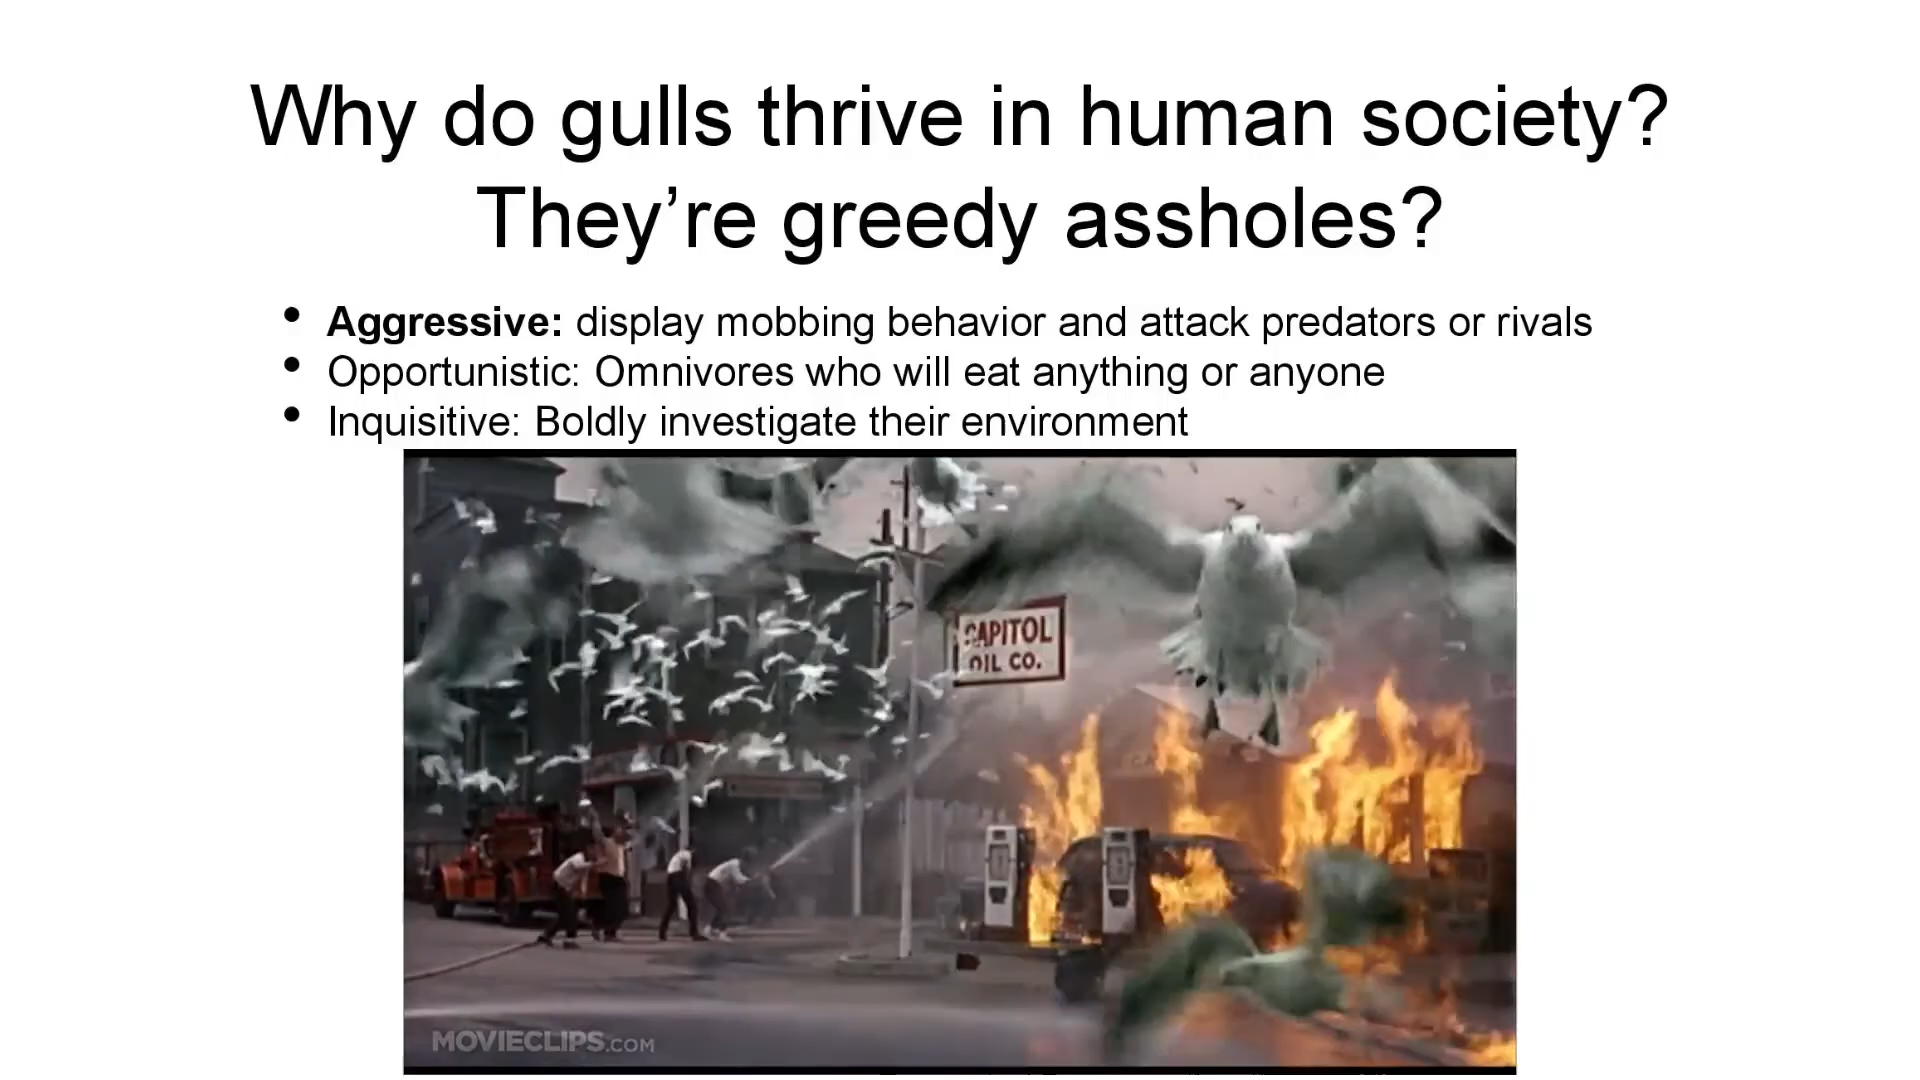 Why do gulls thrive in human society?
They’re greedy assholes?
• Aggressive: display mobbing behavior and attack predators or rivals
• Opportunistic: Omnivores who will eat anything or anyone
• Inquisitive: Boldly investigate their environment
CAPITOL
OIL CO.
MOVIECLIPS.COM